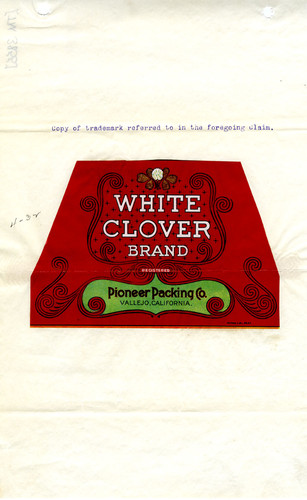 Copy of trademark referred to in the foregoing claim.
WHITE
CLOVER
BRAND
REGISTERED
Pioneer Packing Co.
VALLEJO, CALIFORNIA.